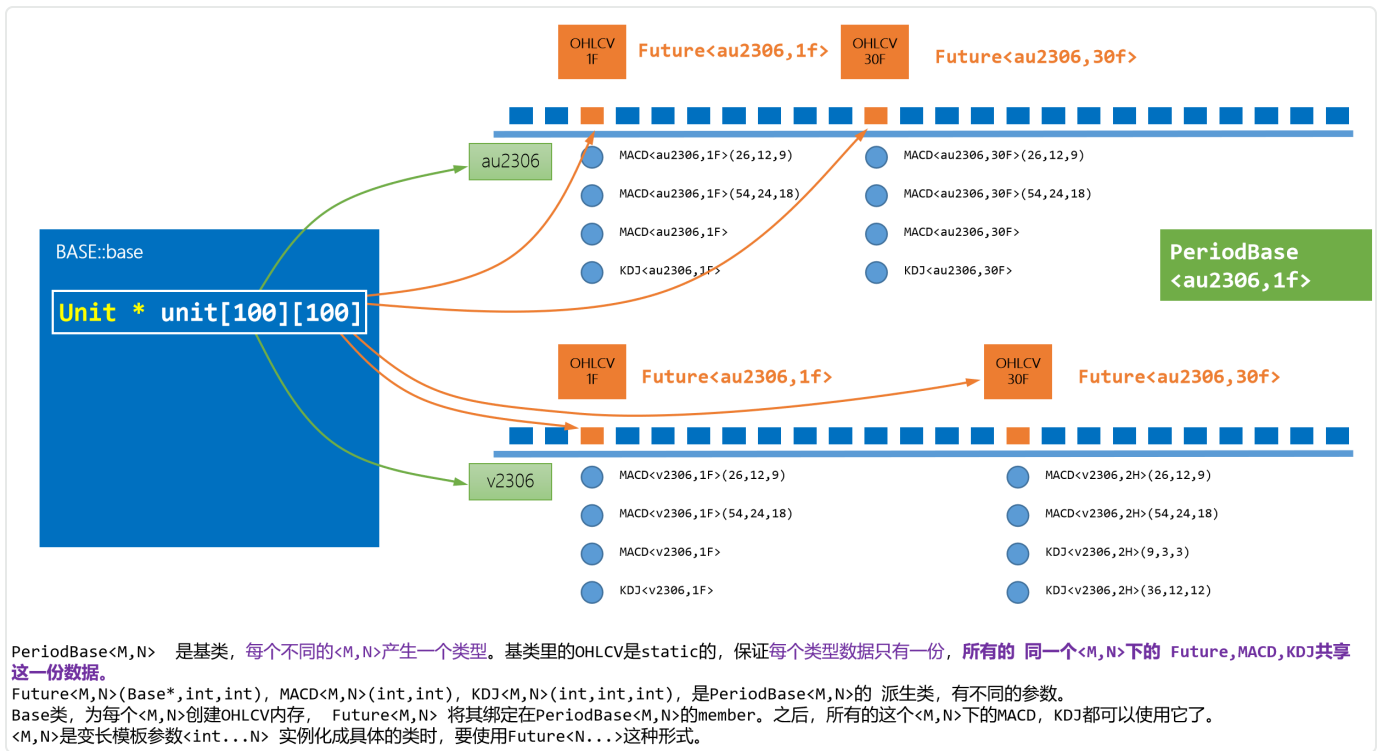 OHLCV
1F
Future<au2306,1f>
OHLCV
30F
Future<au2306,30f>
au2306
MACD<au2306,1F>(26,12,9)
MACD<au2306,30F>(26,12,9)
MACD<au2306,1F>(54,24,18)
MACD<au2306,30F>(54,24,18)
MACD<au2306,1F>
MACD<au2306,30F>
KDJ<au2306,1F>
KDJ<au2306,30F>
BASE::base
Unit * unit[100][100]
PeriodBase
<au2306,1f>
OHLCV
1F
Future<au2306,1f>
OHLCV
30F
Future<au2306,30f>
v2306
MACD<v2306,1F>(26,12,9)
MACD<v2306,2H>(26,12,9)
MACD<v2306,1F>(54,24,18)
MACD<v2306,2H>(54,24,18)
MACD<v2306,1F>
KDJ<v2306,2H>(9,3,3)
KDJ<v2306,1F>
KDJ<v2306,2H>(36,12,12)
PeriodBase<M,N> 是基类，每个不同的<M,N>产生一个类型。基类里的OHLCV是static的，保证每个类型数据只有一份，所有的 同一个<M,N>下的 Future,MACD,KDJ共享
这一份数据。
Future<M,N>(Base*,int,int)，MACD<M,N>(int,int)，KDJ<M,N>(int,int,int)，是PeriodBase<M,N>的 派生类，有不同的参数。
Base类，为每个<M,N>创建OHLCV内存， Future<M,N> 将其绑定在PeriodBase<M,N>的member。之后，所有的这个<M,N>下的MACD，KDJ都可以使用它了。
<M,N>是变长模板参数<int...N> 实例化成具体的类时，要使用Future<N...>这种形式。